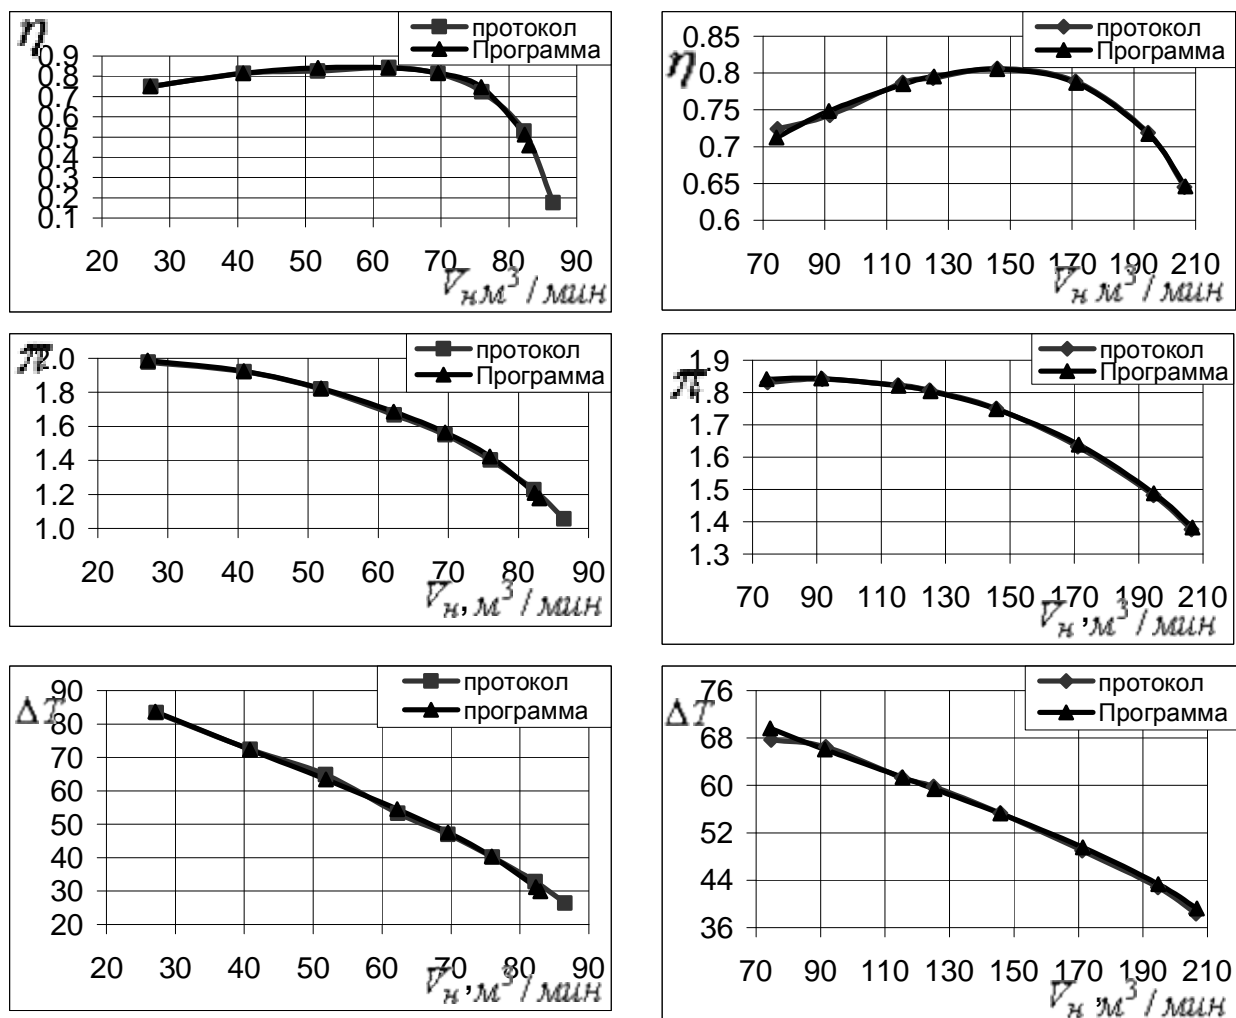 η
протокол
Программа
0.9
0.8
0.7
0.6
0.5
0.4
0.3
0.2
0.1
20 30 40 50 60 70 80 90
V_н м³/мин
η
протокол
Программа
0.85
0.8
0.75
0.7
0.65
0.6
70 90 110 130 150 170 190 210
V_н м³/мин
π
протокол
Программа
2.0
1.8
1.6
1.4
1.2
1.0
20 30 40 50 60 70 80 90
V_н, м³/мин
π
протокол
Программа
1.9
1.8
1.7
1.6
1.5
1.4
1.3
70 90 110 130 150 170 190 210
V_н, м³/мин
ΔT
протокол
программа
90
80
70
60
50
40
30
20
20 30 40 50 60 70 80 90
V_н, м³/мин
ΔT
протокол
Программа
76
68
60
52
44
36
70 90 110 130 150 170 190 210
V_н, м³/мин